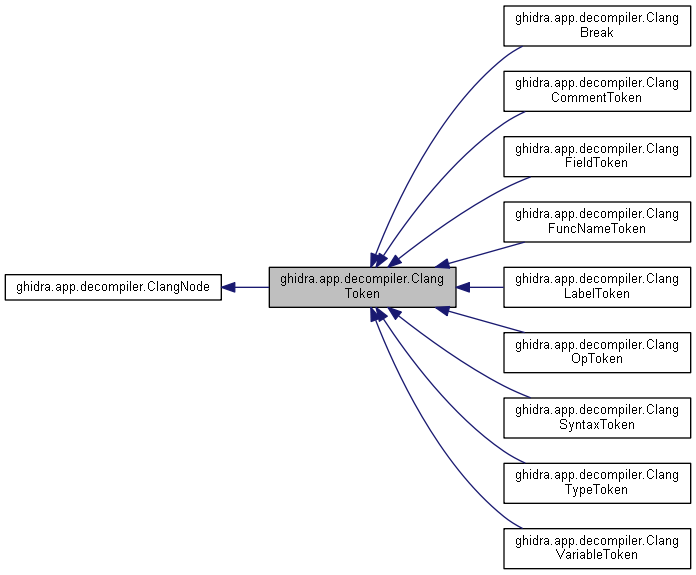 ghidra.app.decompiler.ClangNode
ghidra.app.decompiler.Clang
Token
ghidra.app.decompiler.Clang
Break
ghidra.app.decompiler.Clang
CommentToken
ghidra.app.decompiler.Clang
FieldToken
ghidra.app.decompiler.Clang
FuncNameToken
ghidra.app.decompiler.Clang
LabelToken
ghidra.app.decompiler.Clang
OpToken
ghidra.app.decompiler.Clang
SyntaxToken
ghidra.app.decompiler.Clang
TypeToken
ghidra.app.decompiler.Clang
VariableToken